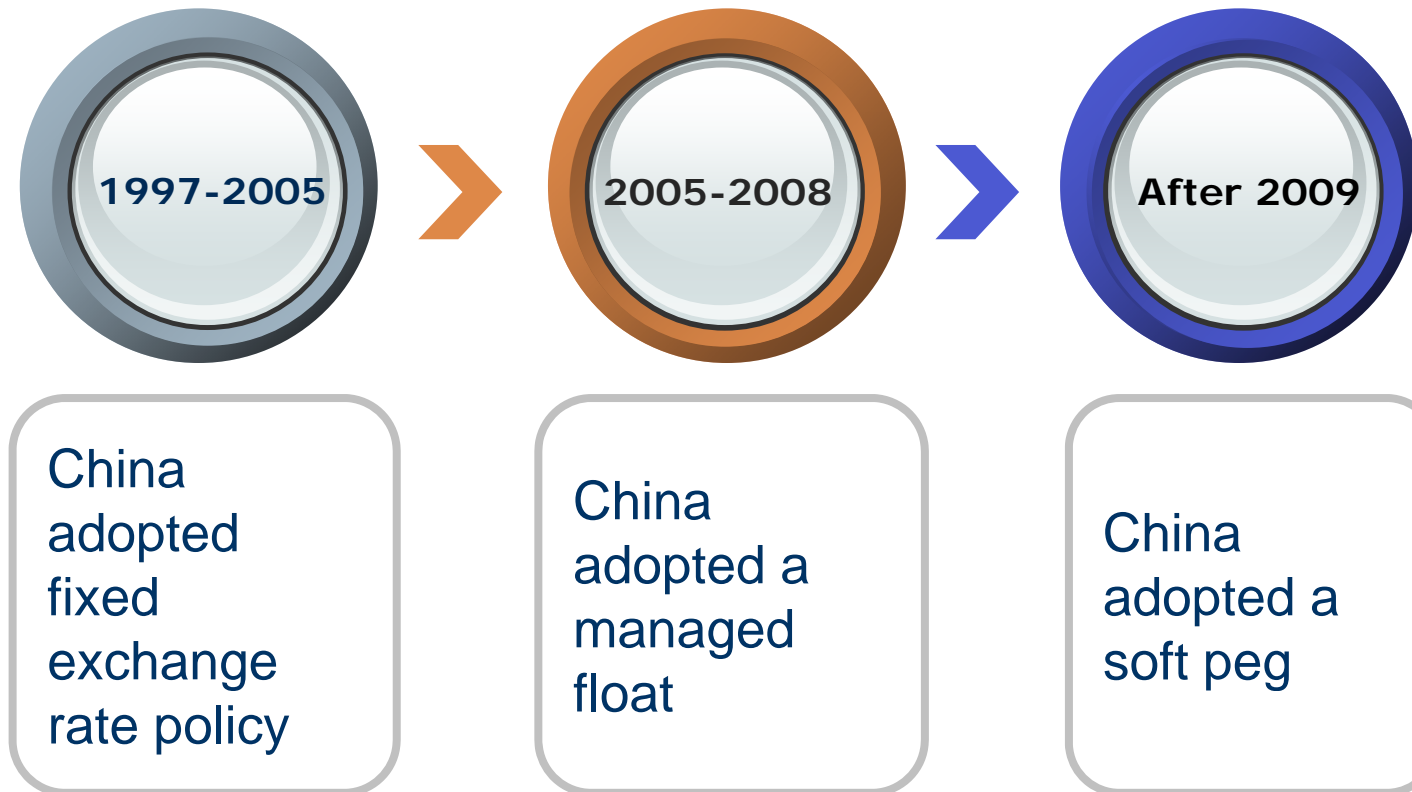 1997-2005
2005-2008
After 2009
China
adopted
fixed
exchange
rate policy
China
adopted a
managed
float
China
adopted a
soft peg